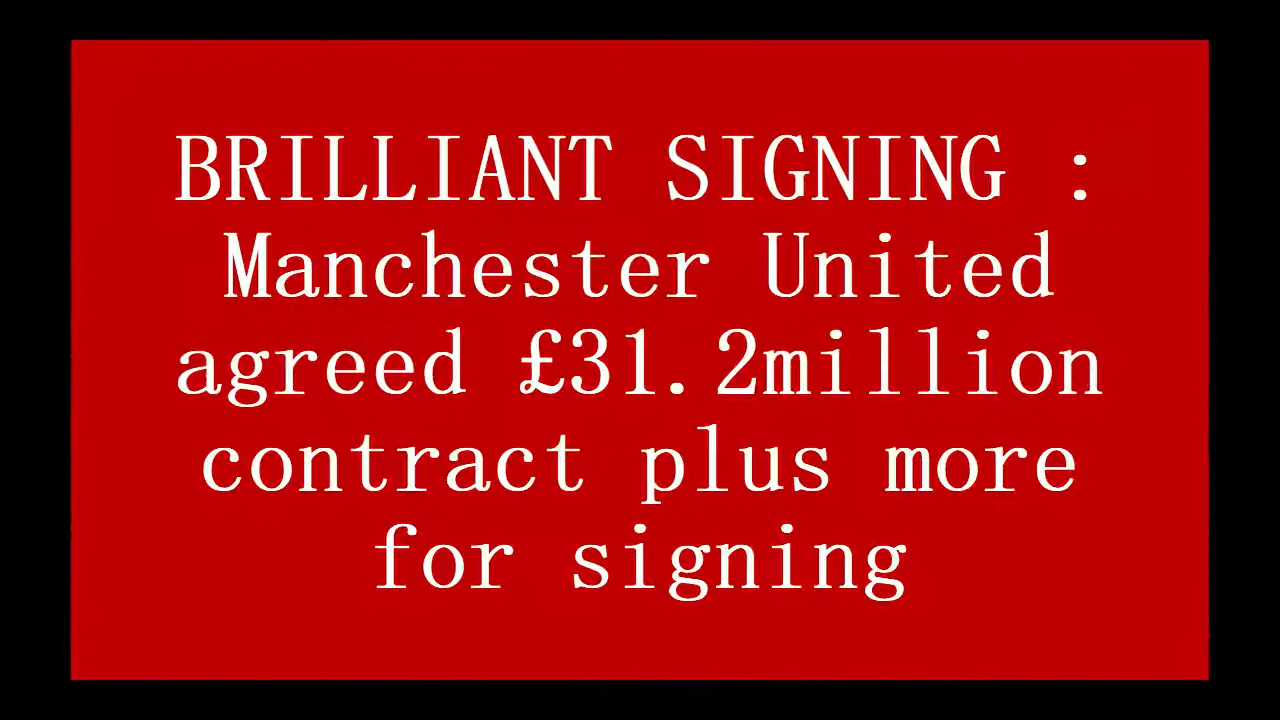 BRILLIANT SIGNING :
Manchester United
agreed £31.2million
contract plus more
for signing